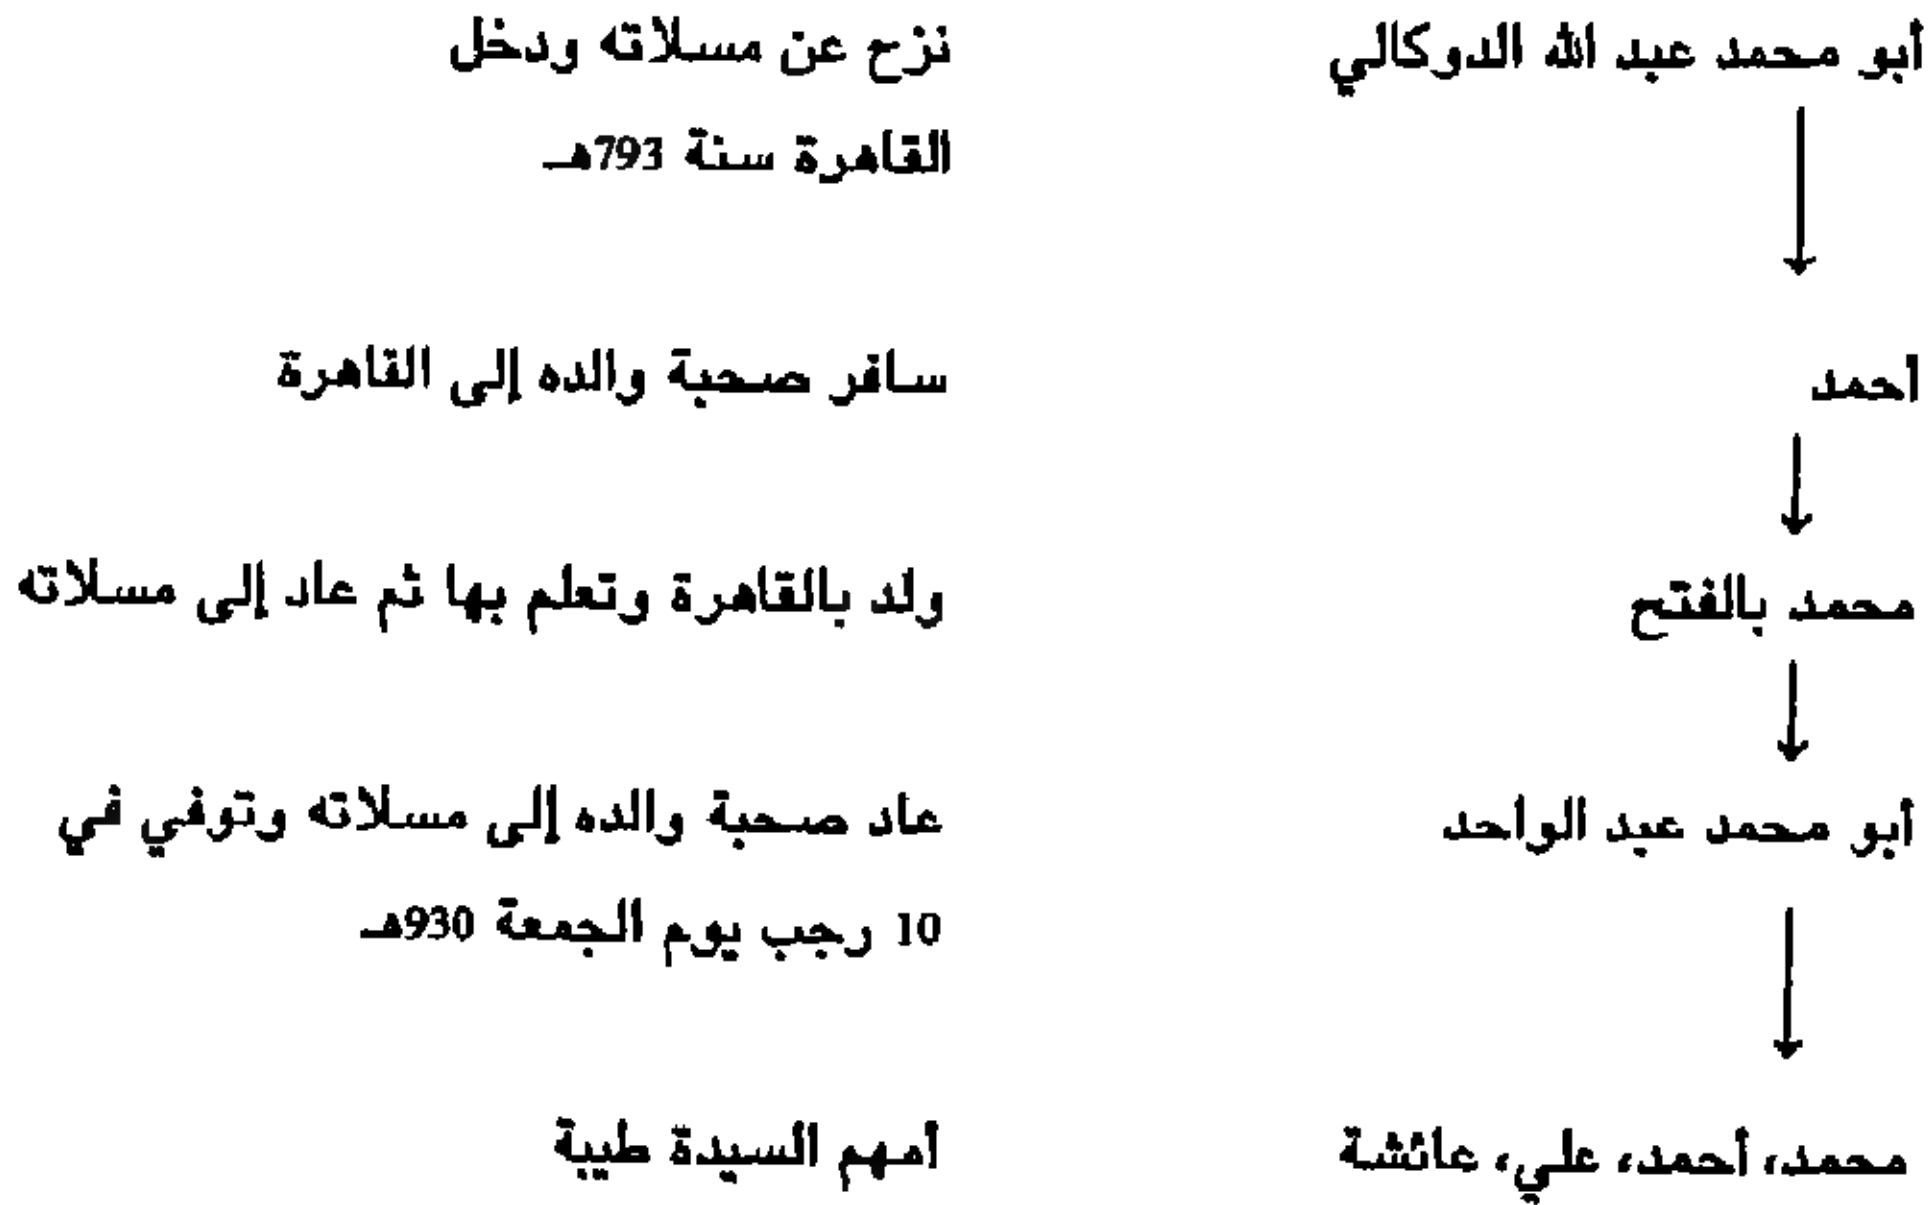 أبو محمد عبد الله الدوكالي
نزح عن مسلاته ودخل
القاهرة سنة 793هـ
أحمد
سافر صحبة والده إلى القاهرة
محمد بالفتح
ولد بالقاهرة وتعلم بها ثم عاد إلى مسلاته
أبو محمد عبد الواحد
عاد صحبة والده إلى مسلاته وتوفي في
10 رجب يوم الجمعة 930هـ
محمد، أحمد، علي، عائشة
أمهم السيدة طيبة